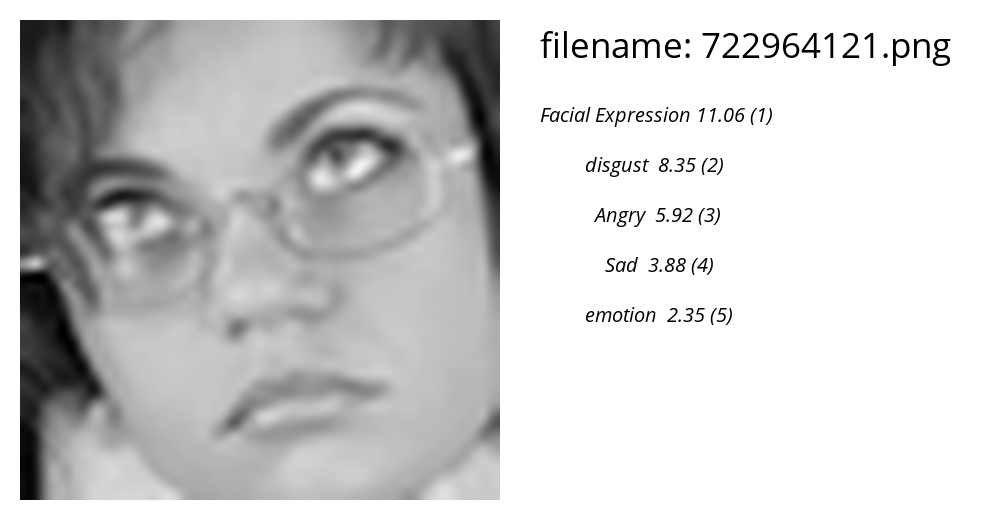 filename: 722964121.png
Facial Expression 11.06 (1)
disgust 8.35 (2)
Angry 5.92 (3)
Sad 3.88 (4)
emotion 2.35 (5)